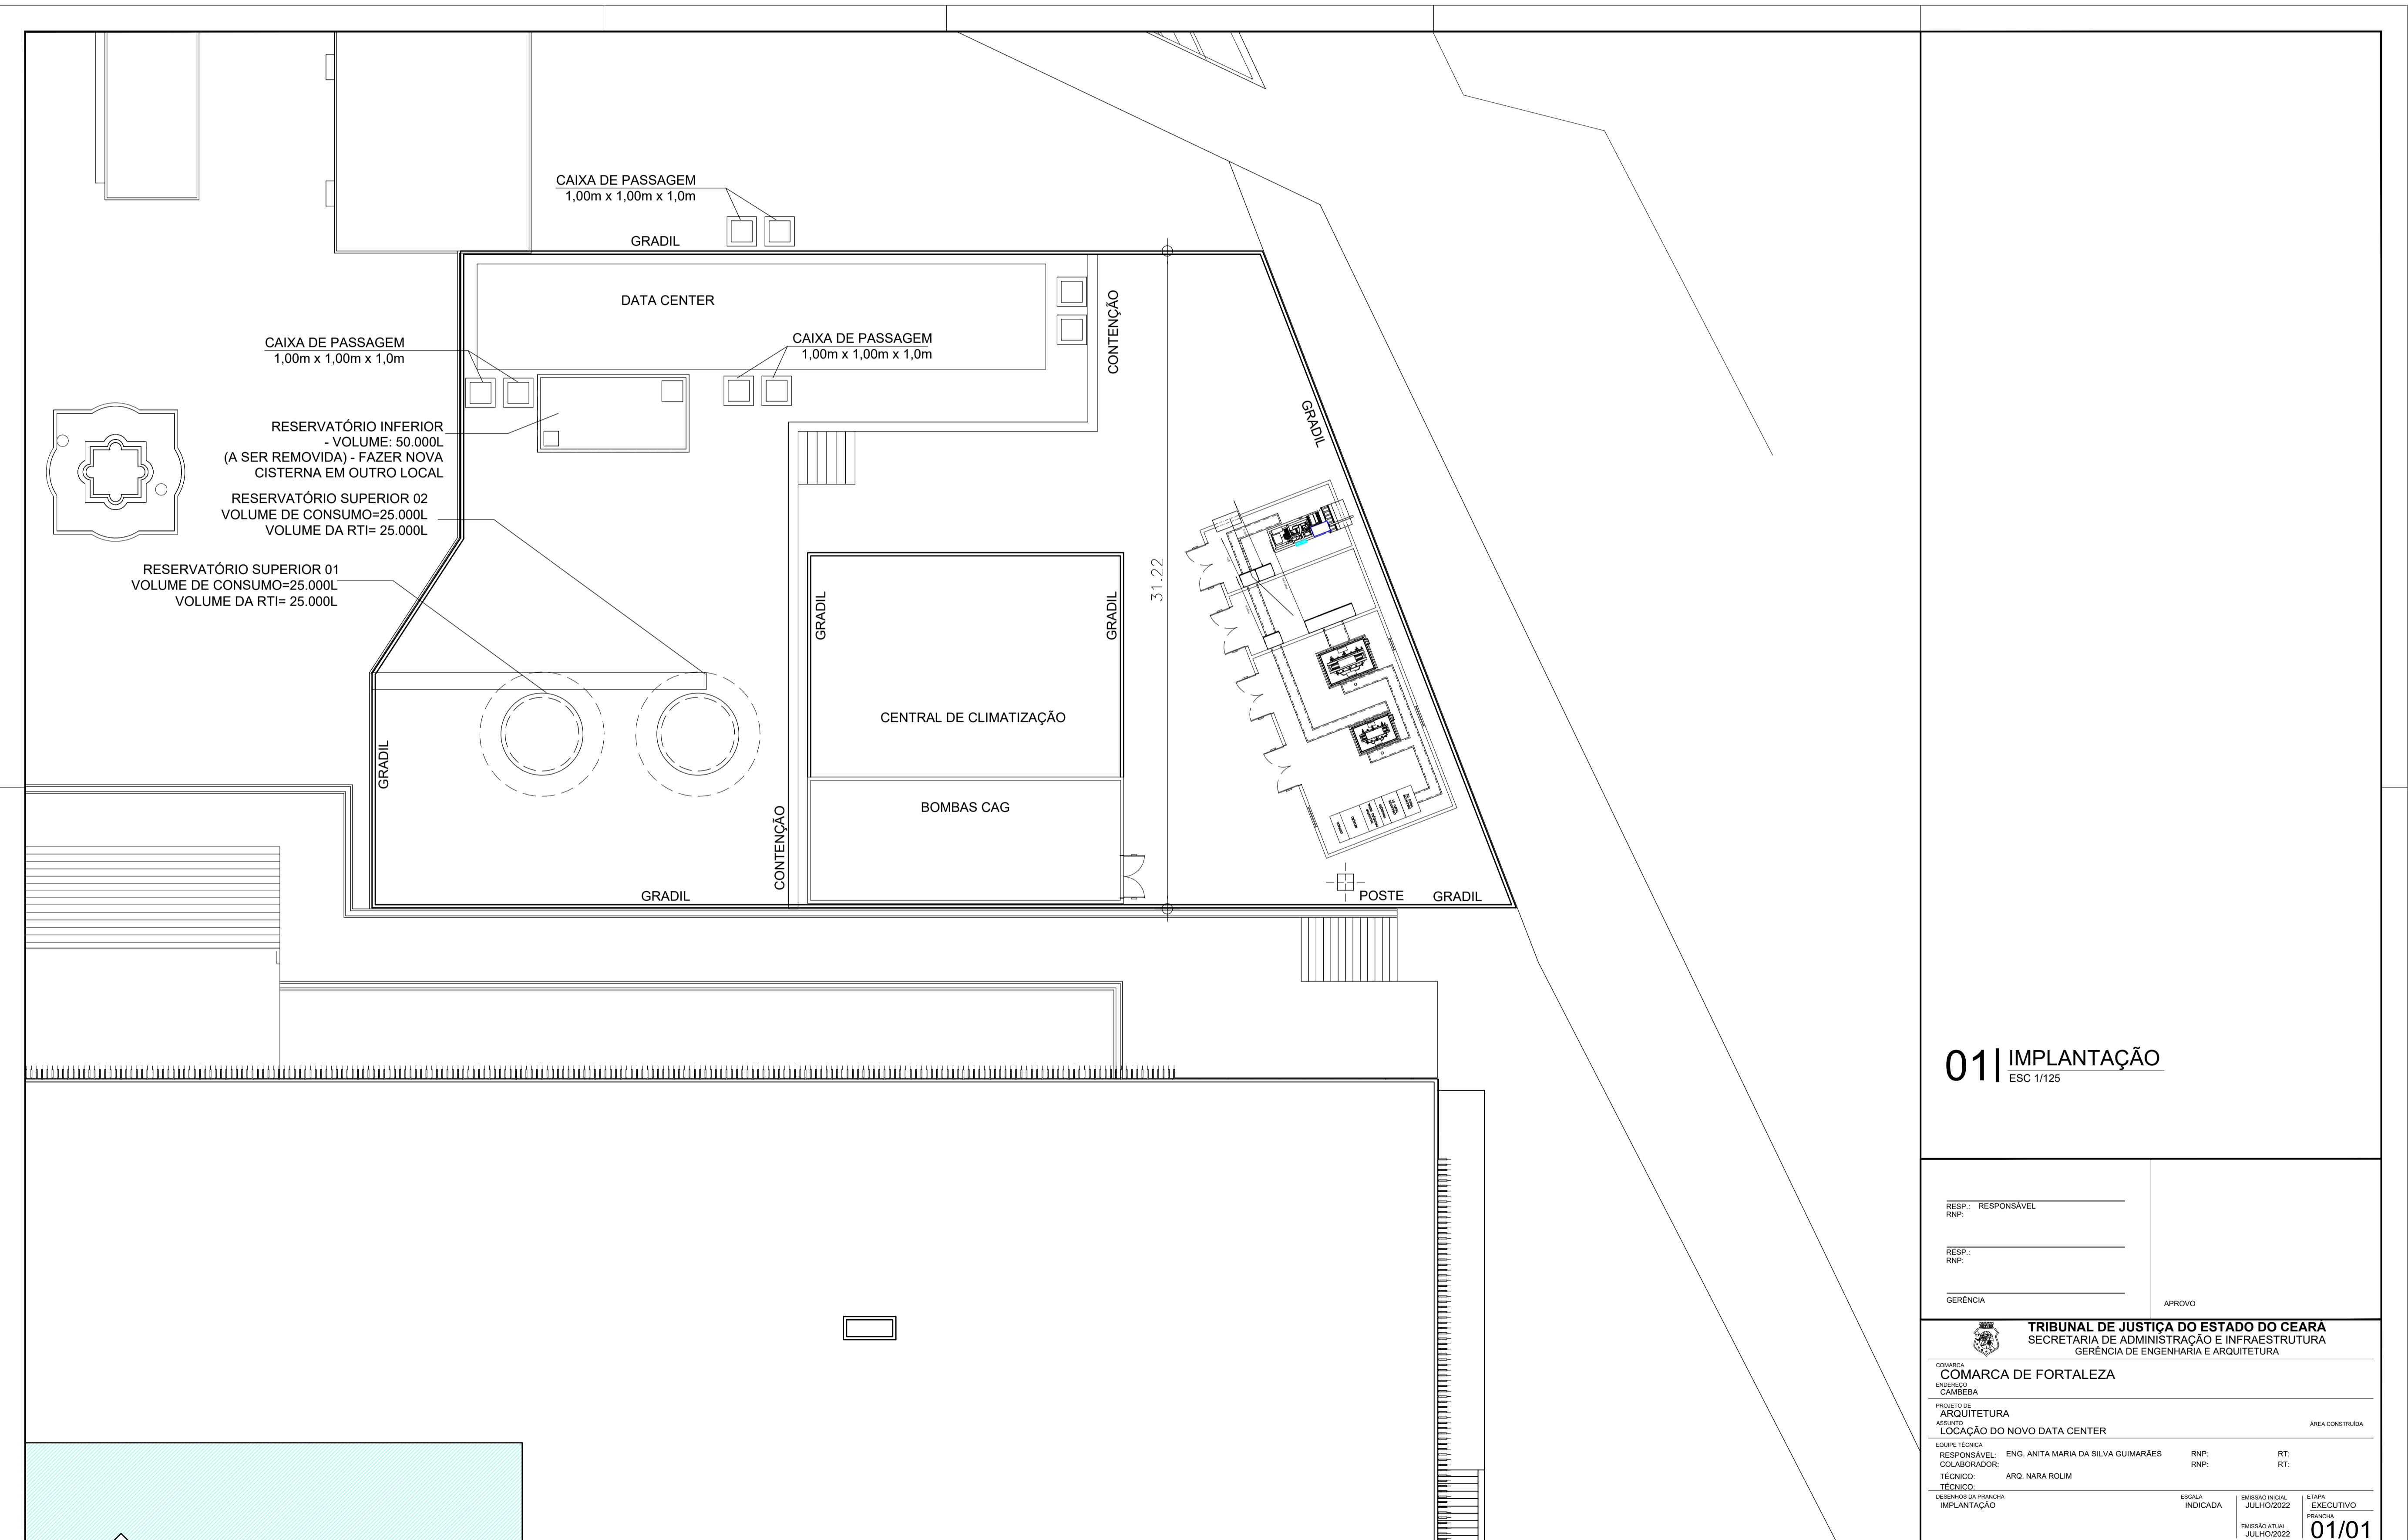 CAIXA DE PASSAGEM
1,00m x 1,00m x 1,0m
GRADIL
DATA CENTER
CONTENÇÃO
CAIXA DE PASSAGEM
1,00m x 1,00m x 1,0m
CAIXA DE PASSAGEM
1,00m x 1,00m x 1,0m
GRADIL
RESERVATÓRIO INFERIOR
- VOLUME: 50.000L
(A SER REMOVIDA) - FAZER NOVA
CISTERNA EM OUTRO LOCAL
RESERVATÓRIO SUPERIOR 02
VOLUME DE CONSUMO=25.000L
VOLUME DA RTI= 25.000L
RESERVATÓRIO SUPERIOR 01
VOLUME DE CONSUMO=25.000L
VOLUME DA RTI= 25.000L
GRADIL
GRADIL
31.22
CENTRAL DE CLIMATIZAÇÃO
GRADIL
BOMBAS CAG
CONTENÇÃO
GRADIL
POSTE
GRADIL
01| IMPLANTAÇÃO
ESC 1/125
RESP.: RESPONSÁVEL
RNP:
RESP.:
RNP:
GERÊNCIA
APROVO
TRIBUNAL DE JUSTIÇA DO ESTADO DO CEARÁ
SECRETARIA DE ADMINISTRAÇÃO E INFRAESTRUTURA
GERÊNCIA DE ENGENHARIA E ARQUITETURA
COMARCA
COMARCA DE FORTALEZA
ENDEREÇO
CAMBEBA
PROJETO DE
ARQUITETURA
ASSUNTO
LOCAÇÃO DO NOVO DATA CENTER
ÁREA CONSTRUÍDA
EQUIPE TÉCNICA
RESPONSÁVEL: ENG. ANITA MARIA DA SILVA GUIMARÃES RNP: RT:
COLABORADOR: RNP: RT:
TÉCNICO: ARQ. NARA ROLIM
TÉCNICO:
DESENHOS DA PRANCHA
IMPLANTAÇÃO
ESCALA
INDICADA
EMISSÃO INICIAL
JULHO/2022
ETAPA
EXECUTIVO
EMISSÃO ATUAL
JULHO/2022
PRANCHA
01/01